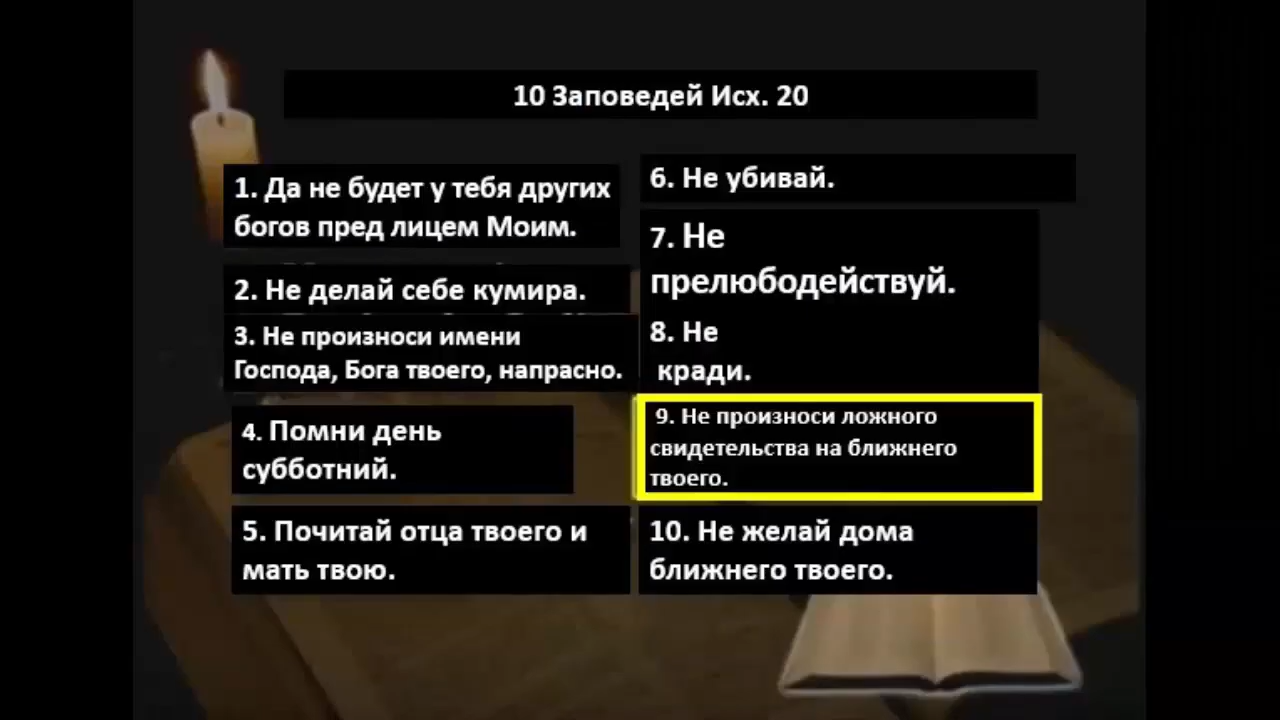 10 Заповедей Исх. 20
1. Да не будет у тебя других
богов пред лицем Моим.
2. Не делай себе кумира.
3. Не произноси имени
Господа, Бога твоего, напрасно.
4. Помни день
субботний.
5. Почитай отца твоего и
мать твою.
6. Не убивай.
7. Не
прелюбодействуй.
8. Не
кради.
9. Не произноси ложного
свидетельства на ближнего
твоего.
10. Не желай дома
ближнего твоего.